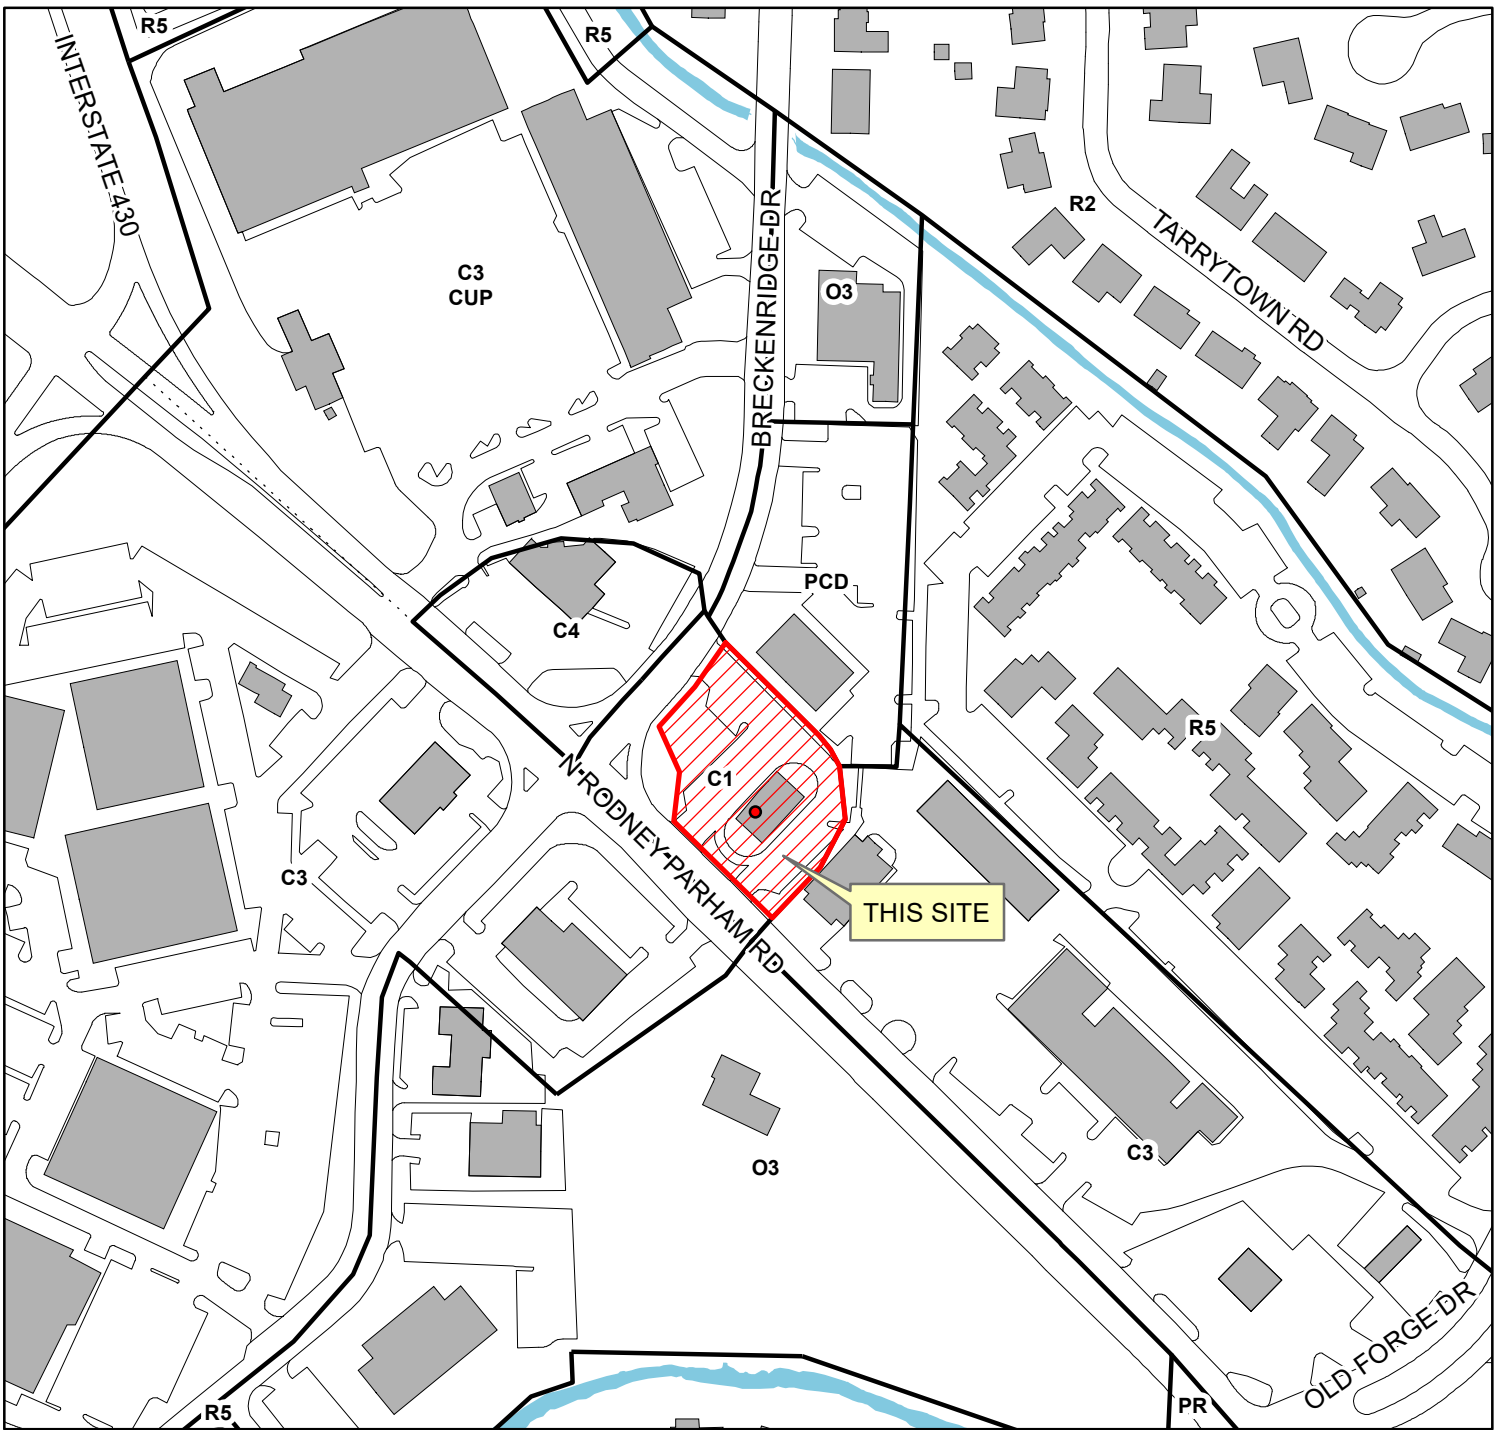 R5
R5
INTERSTATE 430
R2
TARRYTOWN RD
BRECKENRIDGE DR
C3
CUP
O3
PCD
C4
R5
C1
N RODNEY PARHAM RD
C3
THIS SITE
C3
O3
OLD FORGE DR
PR
R5